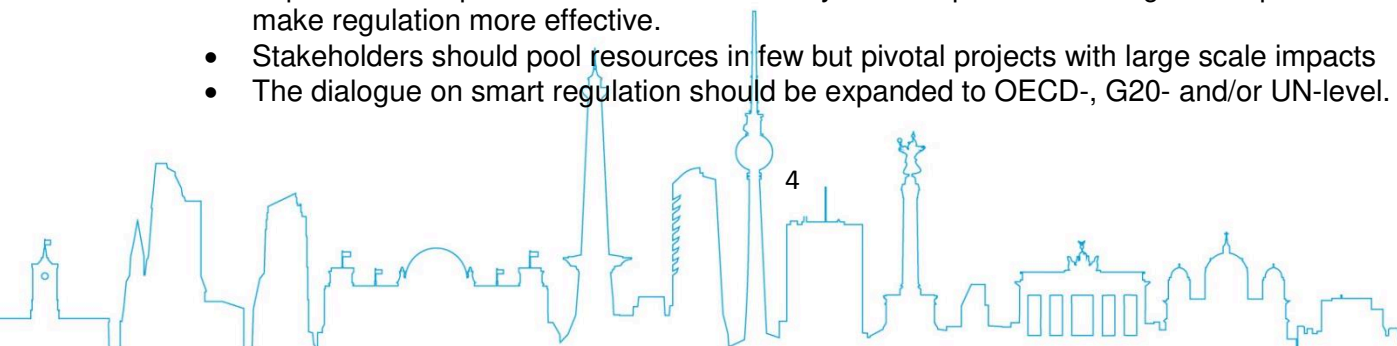 make regulation more effective.
• Stakeholders should pool resources in few but pivotal projects with large scale impacts
• The dialogue on smart regulation should be expanded to OECD-, G20- and/or UN-level.
4